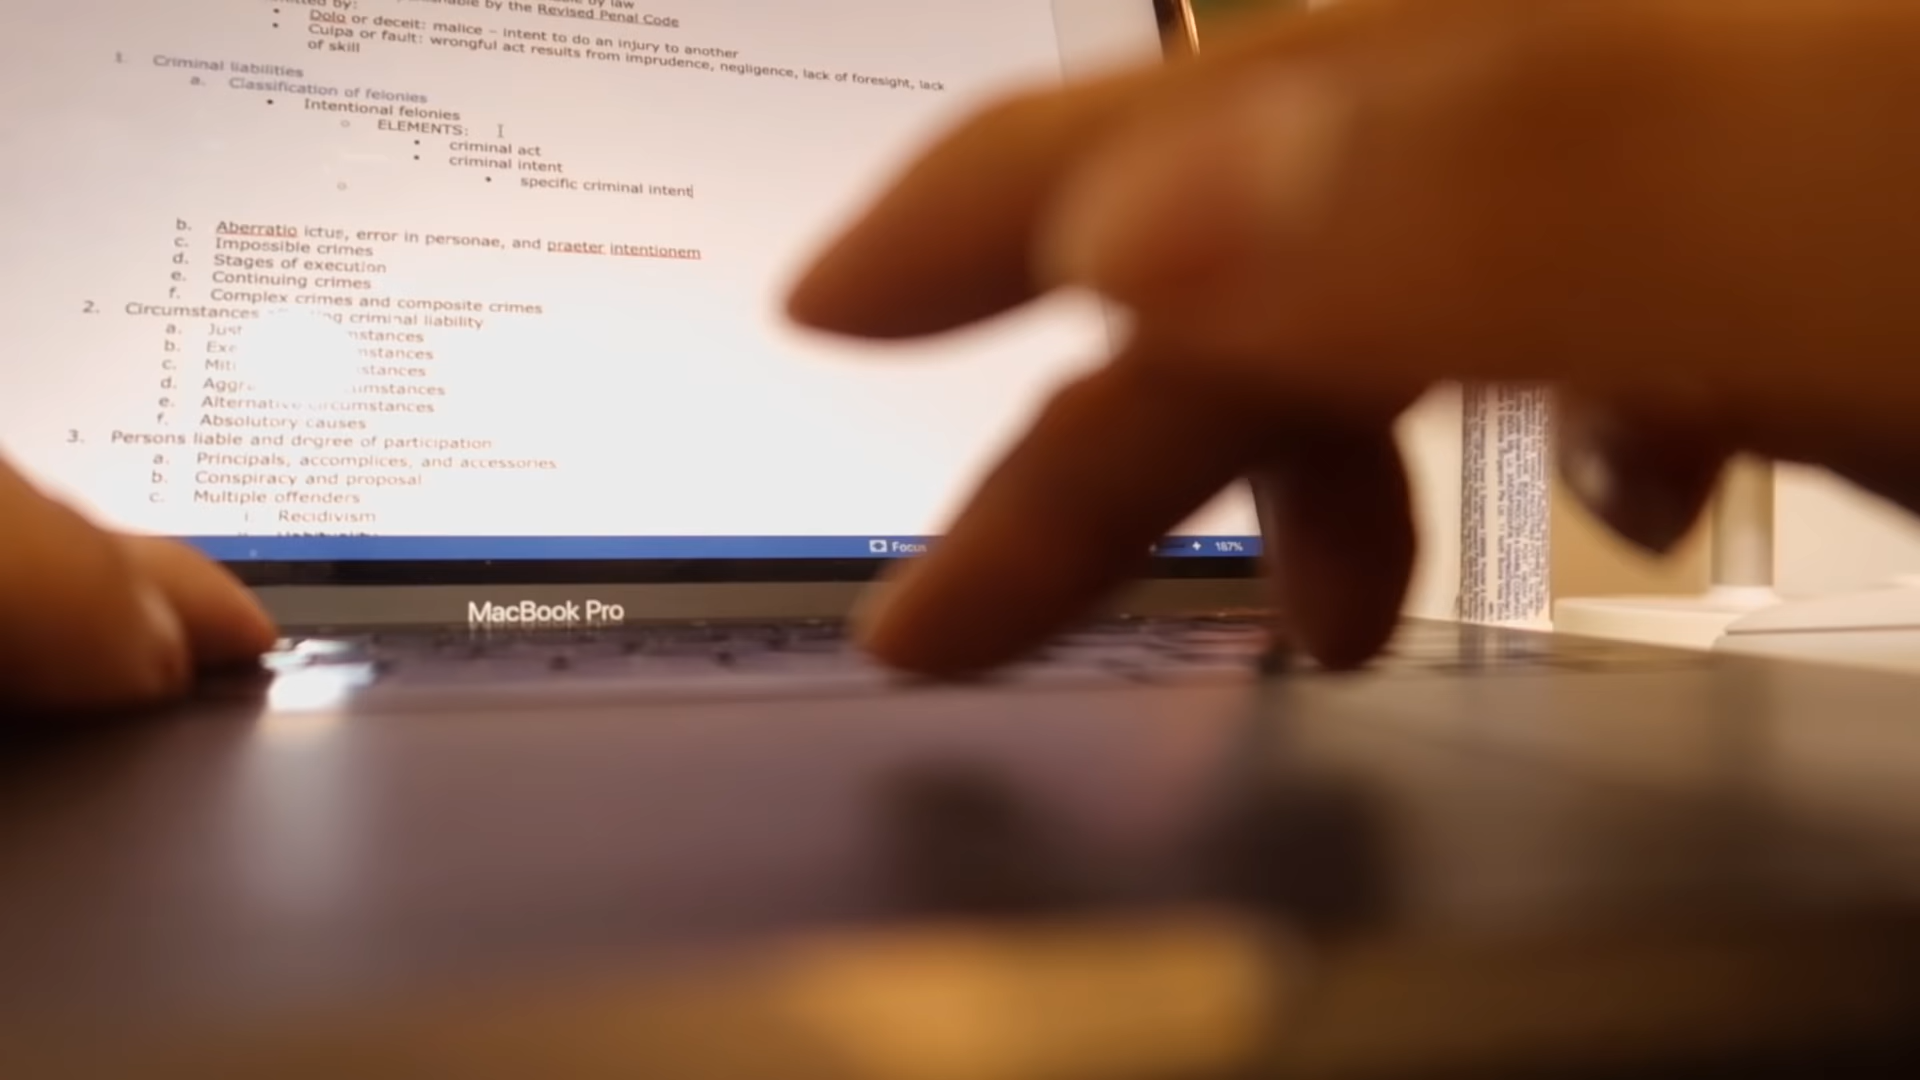 by the Revised Penal Code
by:
• Dolo or deceit: malice – intent to do an injury to another
• Culpa or fault: wrongful act results from imprudence, negligence, lack of foresight, lack
of skill
1. Criminal liabilities
a. Classification of felonies
• Intentional felonies
○ ELEMENTS:
• criminal act
• criminal intent
• specific criminal intent
b. Aberratio ictus, error in personae, and praeter intentionem
c. Impossible crimes
d. Stages of execution
e. Continuing crimes
f. Complex crimes and composite crimes
2. Circumstances criminal liability
a.
b.
c.
d.
e. Alternative circumstances
f. Absolutory causes
3. Persons liable and degree of participation
a. Principals, accomplices, and accessories
b. Conspiracy and proposal
c. Multiple offenders
i. Recidivism
Focus
+ 187%
MacBook Pro